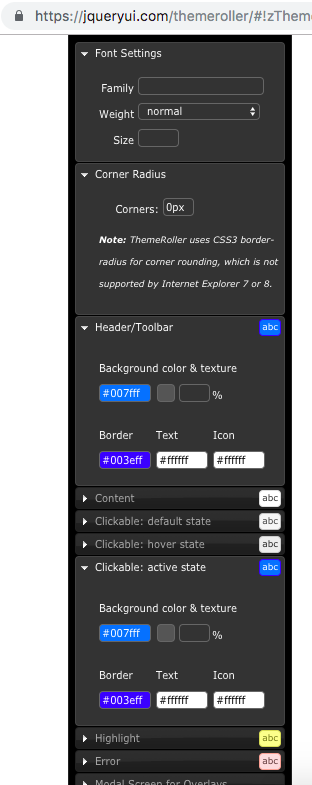 https://jqueryui.com/themeroller/#!zThem
Font Settings
Family
Weight normal
Size
Corner Radius
Corners: 0px
Note: ThemeRoller uses CSS3 border-
radius for corner rounding, which is not
supported by Internet Explorer 7 or 8.
Header/Toolbar abc
Background color & texture
#007fff %
Border Text Icon
#003eff #ffffff #ffffff
Content abc
Clickable: default state abc
Clickable: hover state abc
Clickable: active state abc
Background color & texture
#007fff %
Border Text Icon
#003eff #ffffff #ffffff
Highlight abc
Error abc
Modal Screen for Overlays